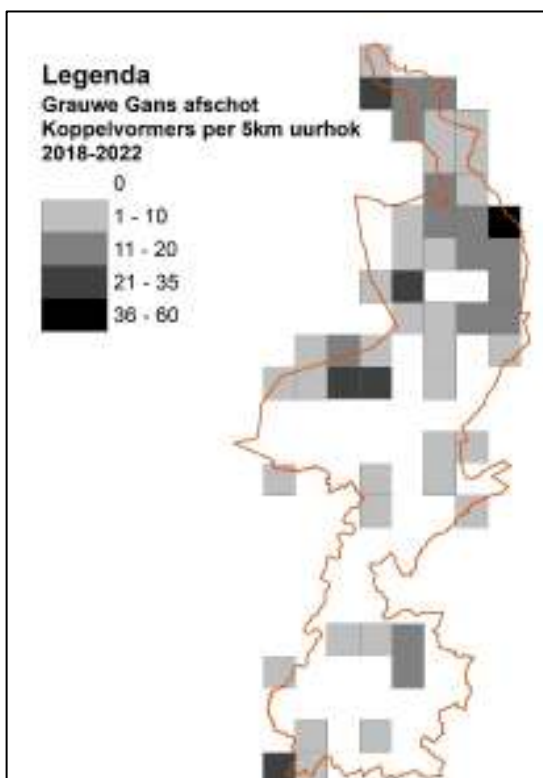 Legenda
Grauwe Gans afschot
Koppelvormers per 5km uurhok
2018-2022
0
1 - 10
11 - 20
21 - 35
36 - 60